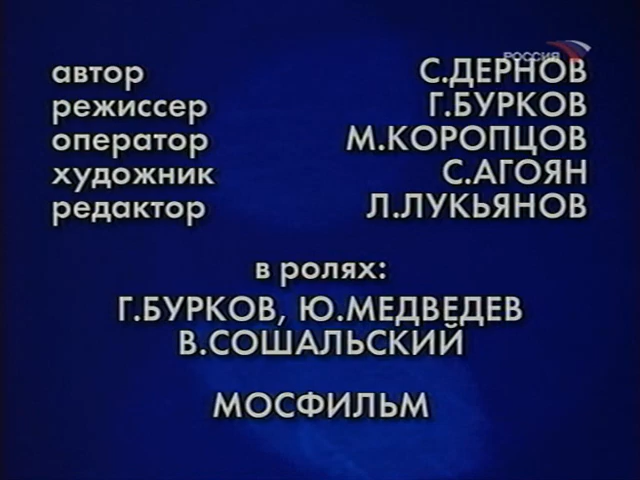 РОССИЯ
автор С.ДЕРНОВ
режиссер Г.БУРКОВ
оператор М.КОРОПЦОВ
художник С.АГОЯН
редактор Л.ЛУКЬЯНОВ
в ролях:
Г.БУРКОВ, Ю.МЕДВЕДЕВ
В.СОШАЛЬСКИЙ
МОСФИЛЬМ